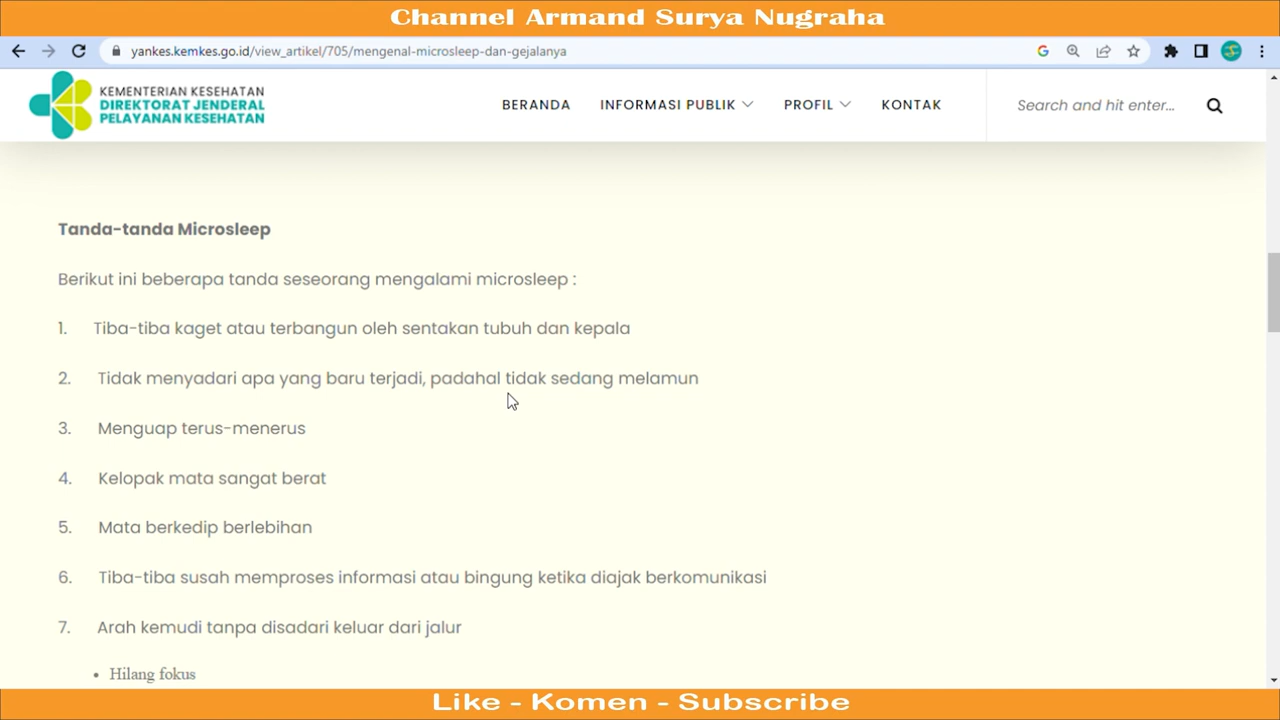 Channel Armand Surya Nugraha
yankes.kemkes.go.id/view_artikel/705/mengenal-microsleep-dan-gejalanya
KEMENTERIAN KESEHATAN
DIREKTORAT JENDERAL
PELAYANAN KESEHATAN
BERANDA INFORMASI PUBLIK PROFIL KONTAK Search and hit enter...
Tanda-tanda Microsleep
Berikut ini beberapa tanda seseorang mengalami microsleep :
1. Tiba-tiba kaget atau terbangun oleh sentakan tubuh dan kepala
2. Tidak menyadari apa yang baru terjadi, padahal tidak sedang melamun
3. Menguap terus-menerus
4. Kelopak mata sangat berat
5. Mata berkedip berlebihan
6. Tiba-tiba susah memproses informasi atau bingung ketika diajak berkomunikasi
7. Arah kemudi tanpa disadari keluar dari jalur
• Hilang fokus
Like - Komen - Subscribe